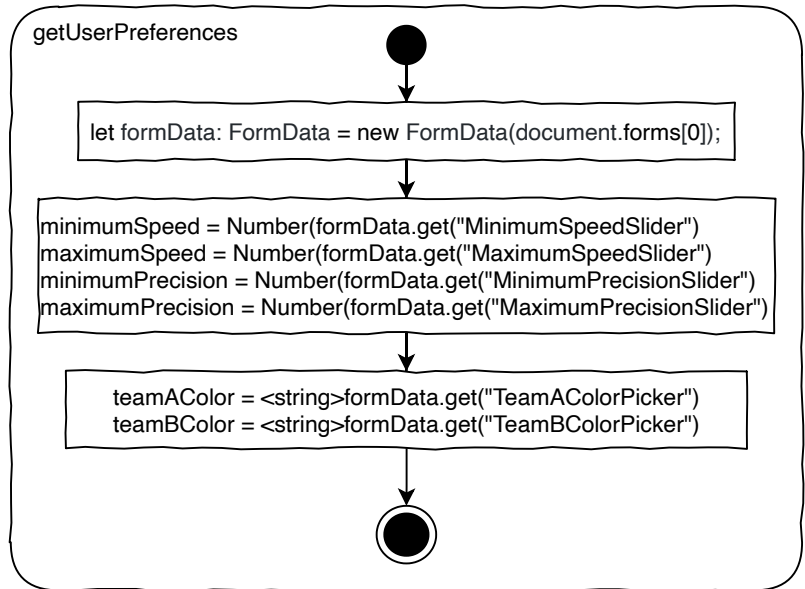 getUserPreferences
let formData: FormData = new FormData(document.forms[0]);
minimumSpeed = Number(formData.get("MinimumSpeedSlider")
maximumSpeed = Number(formData.get("MaximumSpeedSlider")
minimumPrecision = Number(formData.get("MinimumPrecisionSlider")
maximumPrecision = Number(formData.get("MaximumPrecisionSlider")
teamAColor = <string>formData.get("TeamAColorPicker")
teamBColor = <string>formData.get("TeamBColorPicker")